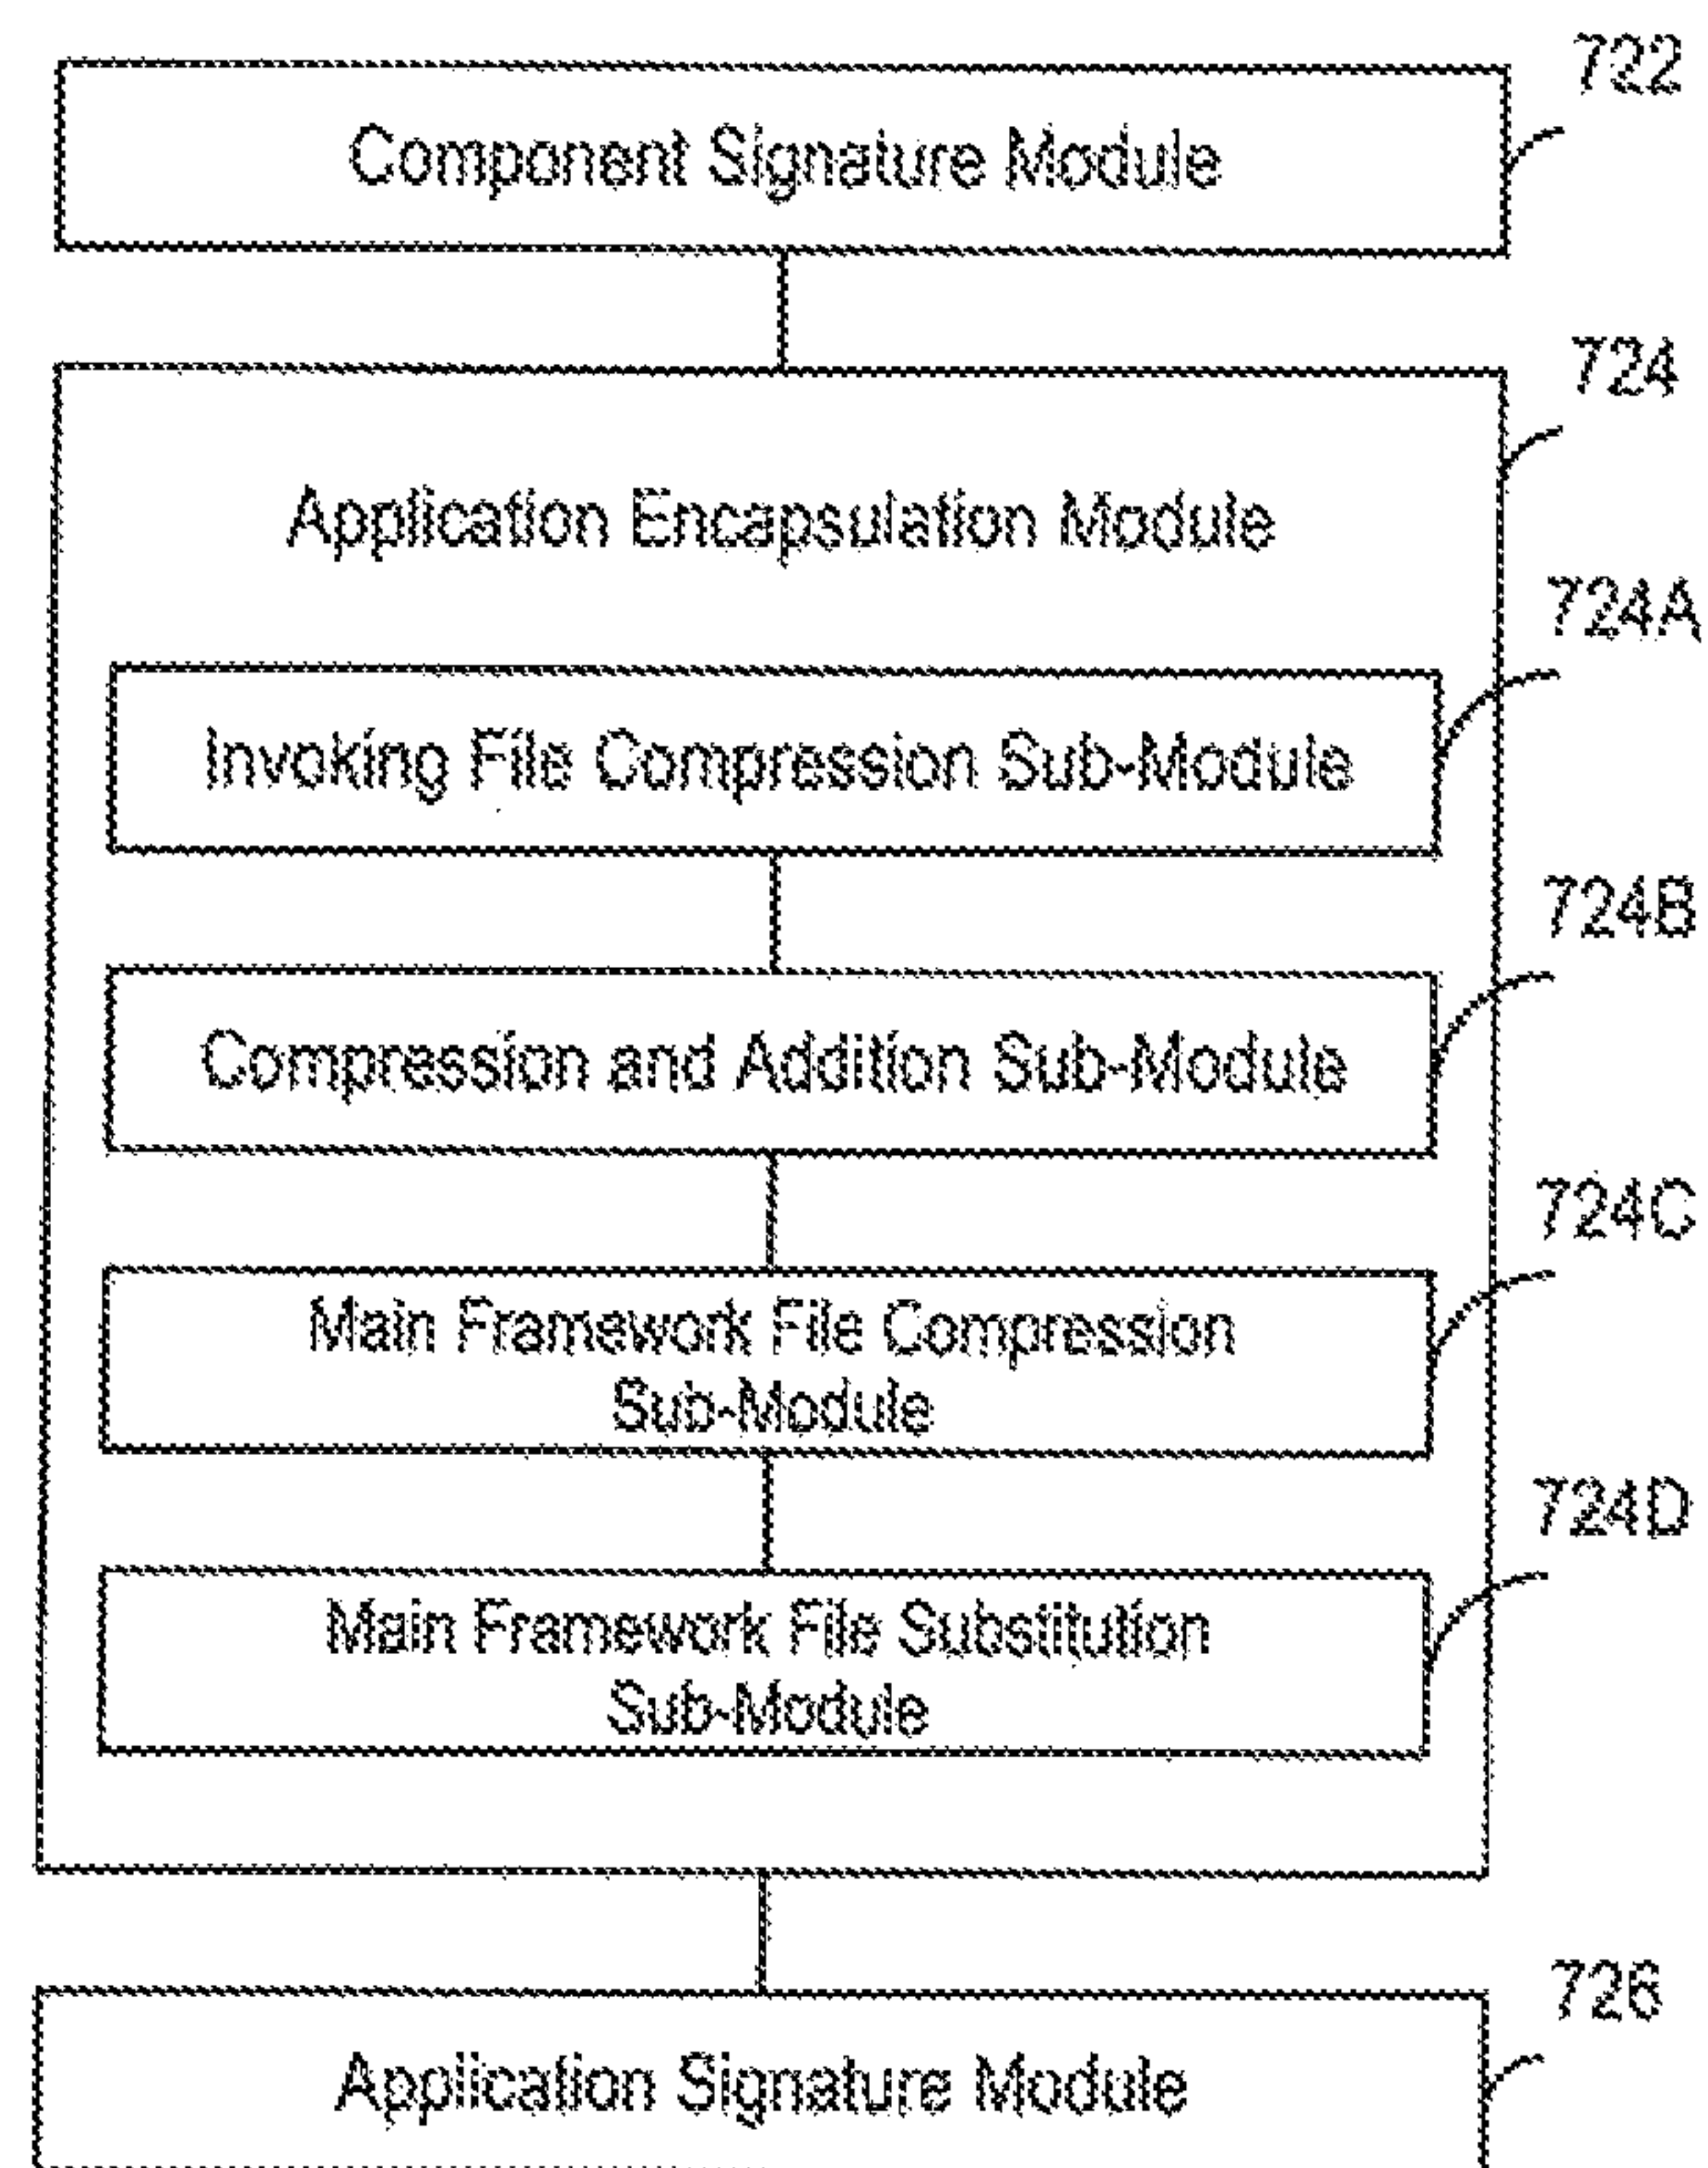 722
Component Signature Module
724
Application Encapsulation Module
724A
Invoking File Compression Sub-Module
724B
Compression and Addition Sub-Module
724C
Main Framework File Compression
Sub-Module
724D
Main Framework File Substitution
Sub-Module
726
Application Signature Module